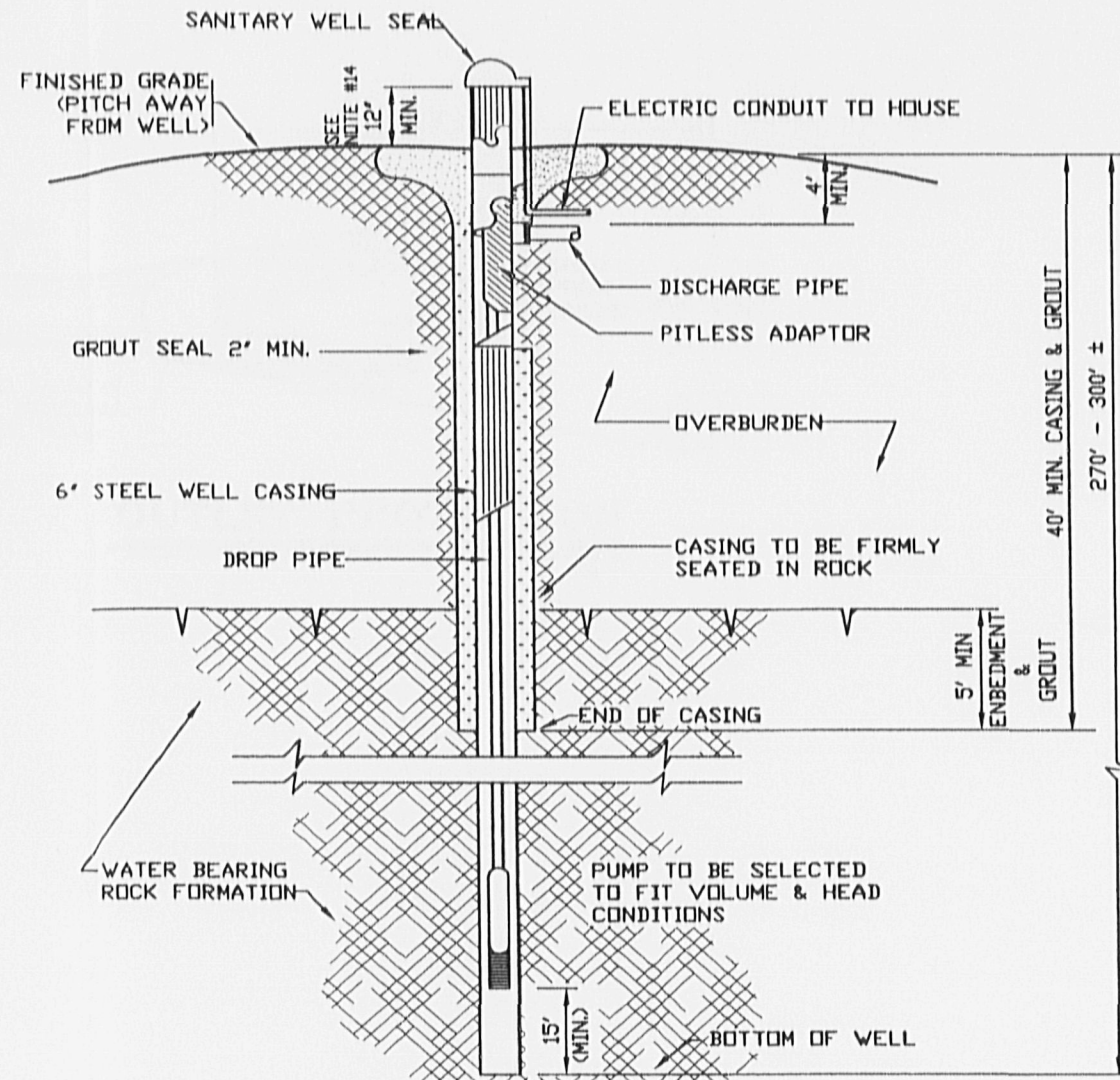 SANITARY WELL SEAL
FINISHED GRADE
(PITCH AWAY
FROM WELL)
SEE
NOTE #14
12"
MIN.
ELECTRIC CONDUIT TO HOUSE
4'
MIN.
DISCHARGE PIPE
PITLESS ADAPTOR
GROUT SEAL 2" MIN.
OVERBURDEN
40' MIN. CASING & GROUT
270' - 300' ±
6" STEEL WELL CASING
DROP PIPE
CASING TO BE FIRMLY
SEATED IN ROCK
5' MIN
ENBEDMENT
&
GROUT
END OF CASING
WATER BEARING
ROCK FORMATION
PUMP TO BE SELECTED
TO FIT VOLUME & HEAD
CONDITIONS
15'
(MIN.)
BOTTOM OF WELL